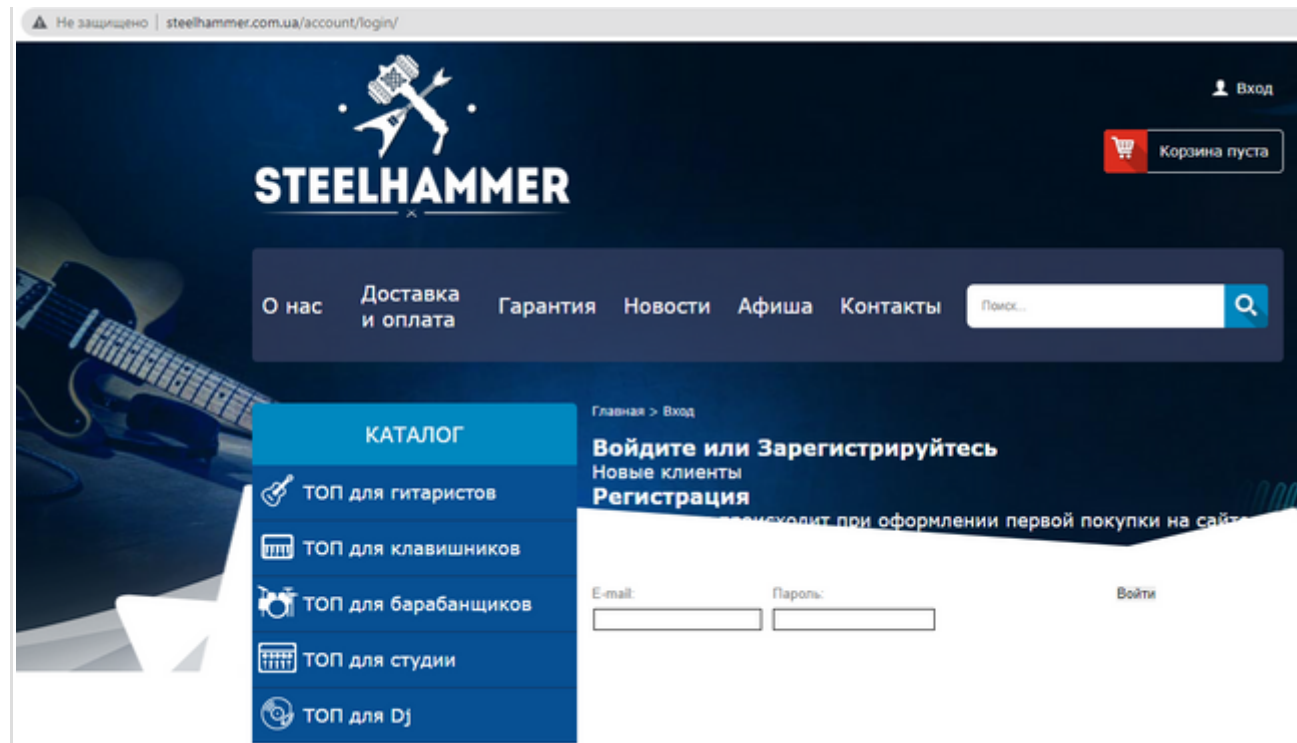 Не защищено | steelhammer.com.ua/account/login/
Вход
Корзина пуста
STEELHAMMER
О нас
Доставка
и оплата
Гарантия
Новости
Афиша
Контакты
Поиск...
КАТАЛОГ
ТОП для гитаристов
ТОП для клавишников
ТОП для барабанщиков
ТОП для студии
ТОП для Dj
Главная > Вход
Войдите или Зарегистрируйтесь
Новые клиенты
Регистрация
происходит при оформлении первой покупки на сайте
E-mail:
Пароль:
Войти